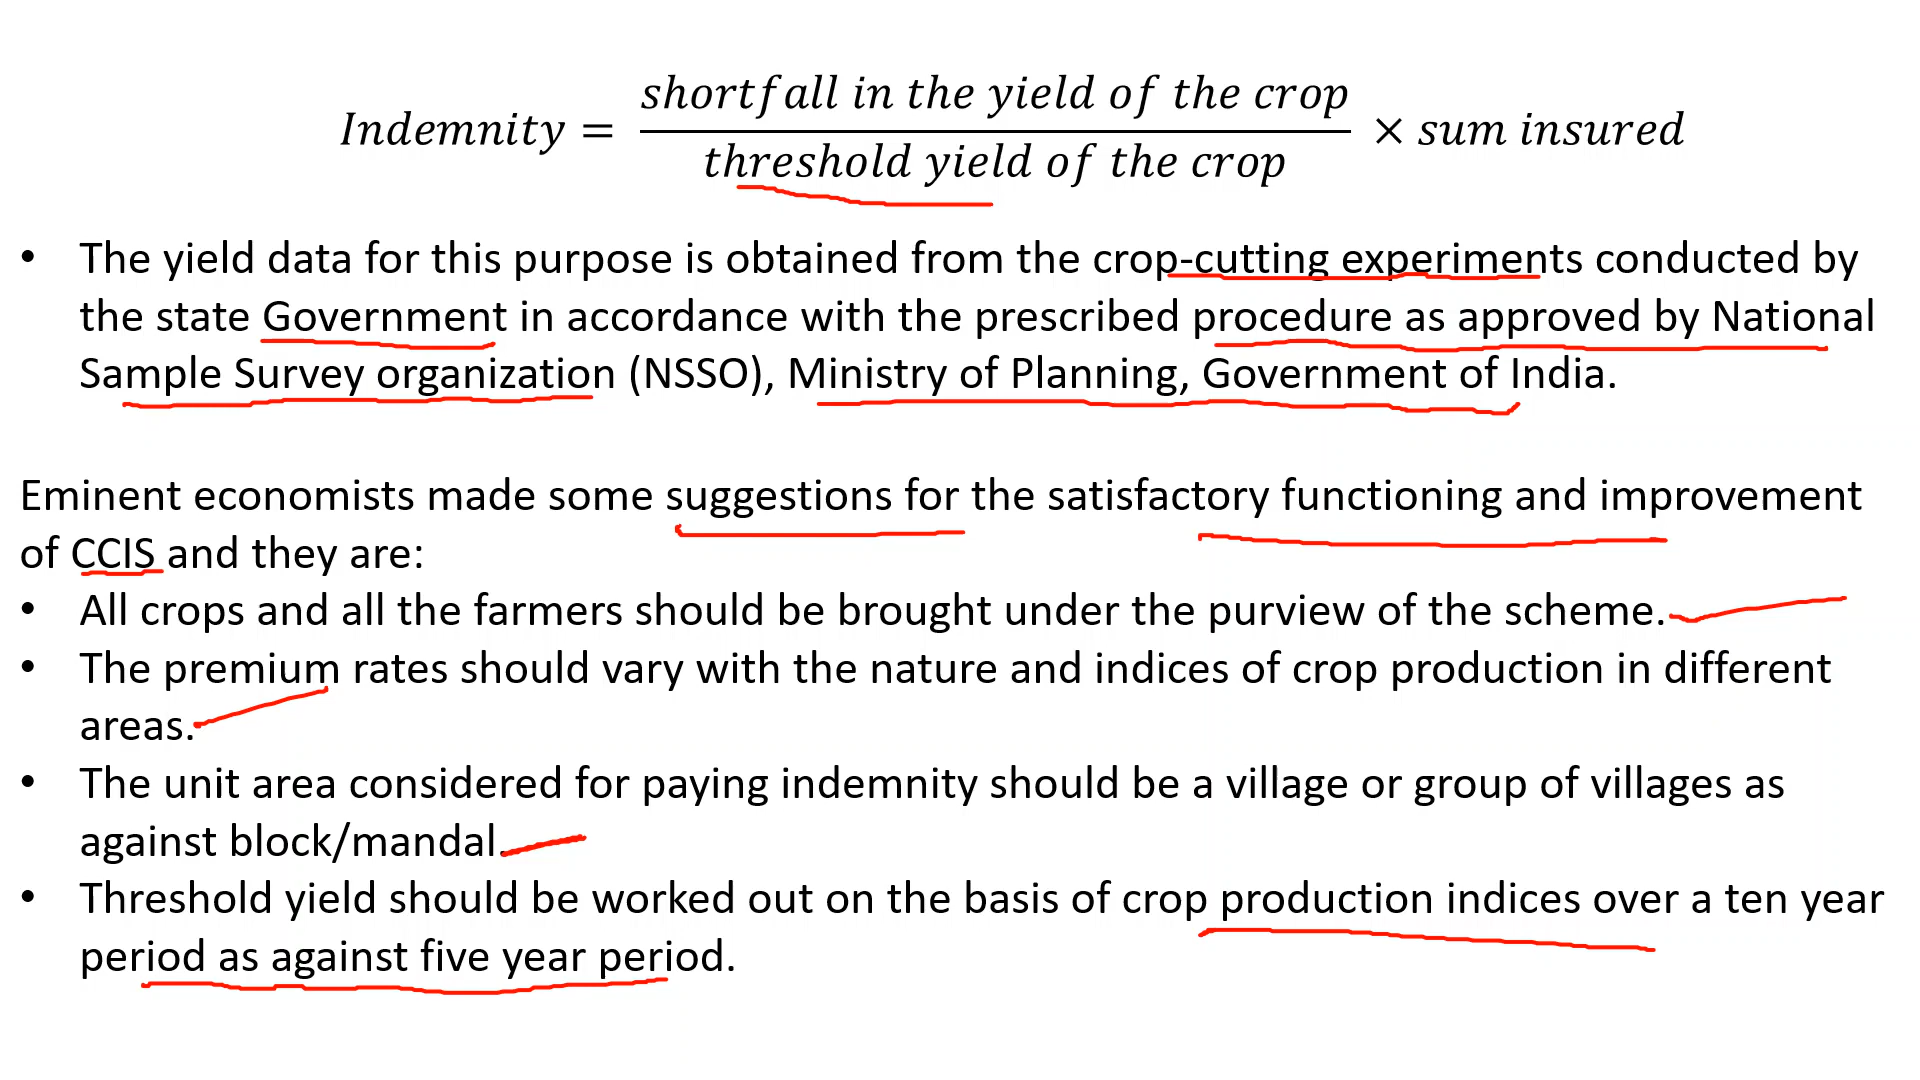 Indemnity = shortfall in the yield of the crop / threshold yield of the crop × sum insured
• The yield data for this purpose is obtained from the crop-cutting experiments conducted by
the state Government in accordance with the prescribed procedure as approved by National
Sample Survey organization (NSSO), Ministry of Planning, Government of India.
Eminent economists made some suggestions for the satisfactory functioning and improvement
of CCIS and they are:
• All crops and all the farmers should be brought under the purview of the scheme.
• The premium rates should vary with the nature and indices of crop production in different
areas.
• The unit area considered for paying indemnity should be a village or group of villages as
against block/mandal.
• Threshold yield should be worked out on the basis of crop production indices over a ten year
period as against five year period.